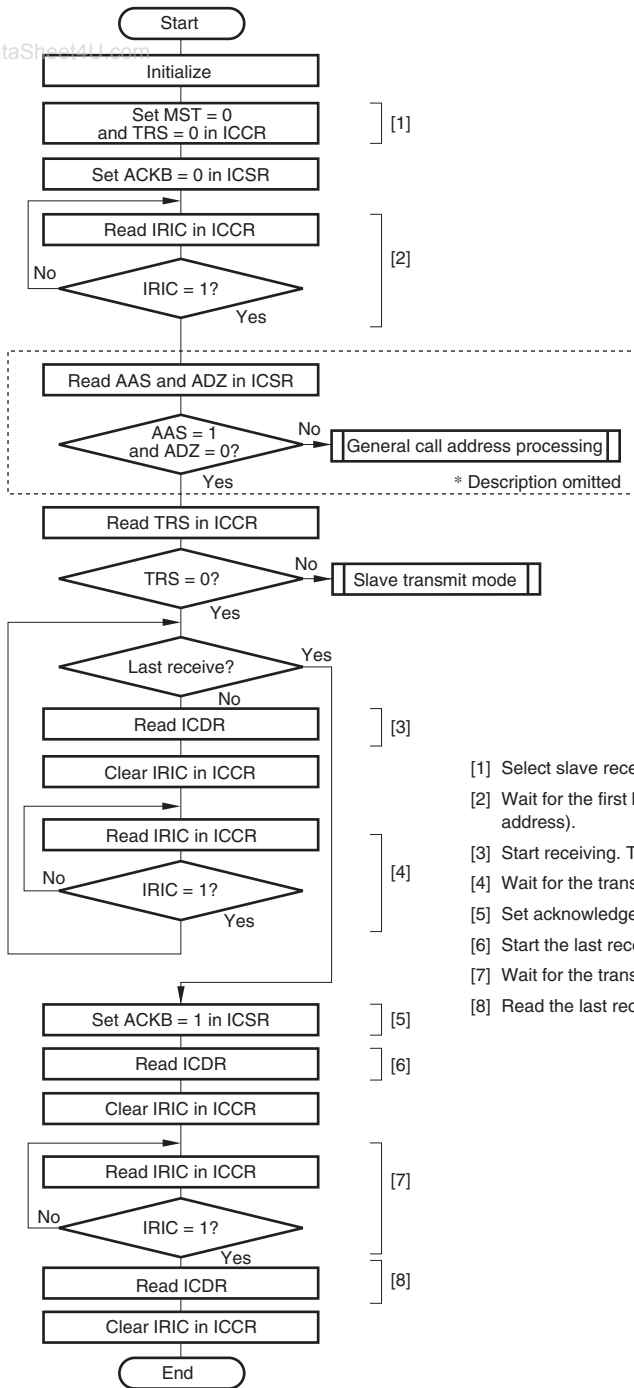 Start
taSheet4U.com
Initialize
Set MST = 0
and TRS = 0 in ICCR
[1]
Set ACKB = 0 in ICSR
Read IRIC in ICCR
[2]
No
IRIC = 1?
Yes
Read AAS and ADZ in ICSR
AAS = 1
and ADZ = 0?
No
General call address processing
Yes
* Description omitted
Read TRS in ICCR
TRS = 0?
No
Slave transmit mode
Yes
Last receive?
Yes
No
Read ICDR
[3]
Clear IRIC in ICCR
Read IRIC in ICCR
[4]
No
IRIC = 1?
Yes
Set ACKB = 1 in ICSR
[5]
Read ICDR
[6]
Clear IRIC in ICCR
Read IRIC in ICCR
[7]
No
IRIC = 1?
Yes
Read ICDR
[8]
Clear IRIC in ICCR
End
[1] Select slave rece
[2] Wait for the first
address).
[3] Start receiving. T
[4] Wait for the trans
[5] Set acknowledge
[6] Start the last rece
[7] Wait for the trans
[8] Read the last rec